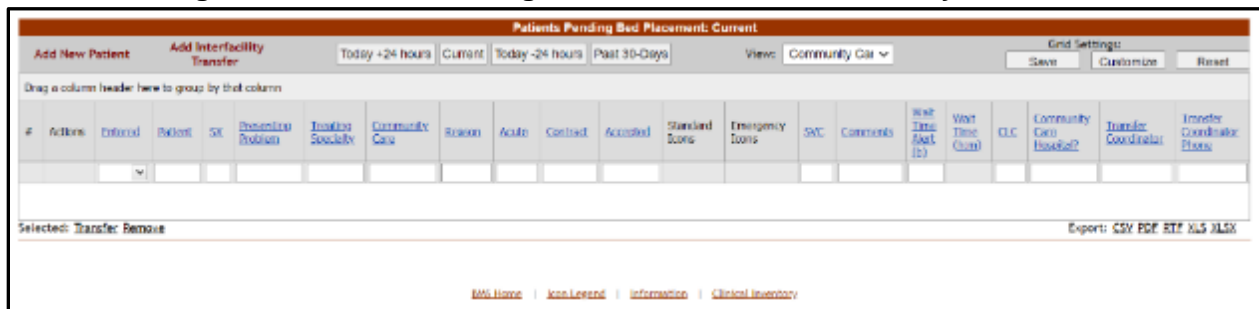 Patients Pending Bed Placement: Current
Add New Patient Add Interfacility Transfer Today +24 hours Current Today -24 hours Past 30-Days View: Community Car Grid Settings: Save Customize Reset
Drag a column header here to group by that column
# Actions Entered Patient SX Presenting Problem Treating Specialty Community Care Reason Acute Contract Accepted Standard Icons Emergency Icons SVC Comments Wait Time Alert (h) Wait Time (h:m) CLC Community Care Hospital? Transfer Coordinator Transfer Coordinator Phone
Selected: Transfer Remove Export: CSV PDF RTF XLS XLSX
BMS Home | Icon Legend | Information | Clinical Inventory